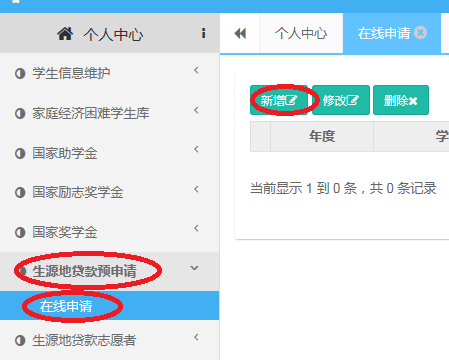 个人中心
学生信息维护
家庭经济困难学生库
国家助学金
国家励志奖学金
国家奖学金
生源地贷款预申请
在线申请
生源地贷款志愿者
个人中心 在线申请
新增 修改 删除
年度 学
当前显示 1 到 0 条，共 0 条记录